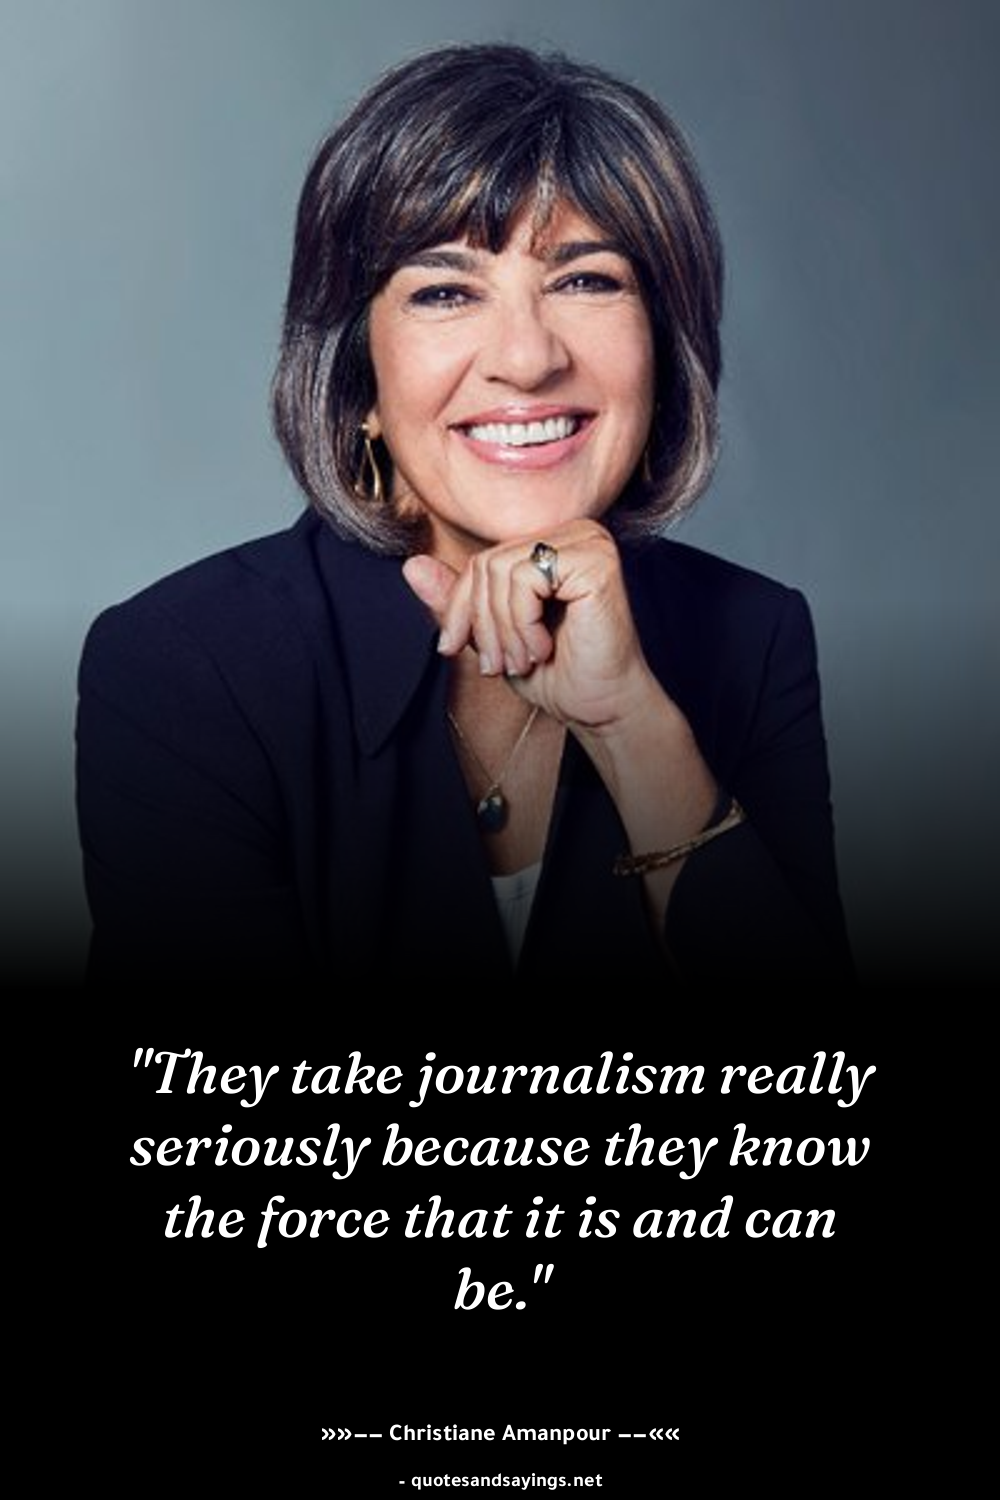 "They take journalism really
seriously because they know
the force that it is and can
be."
»»–– Christiane Amanpour ––««
- quotesandsayings.net